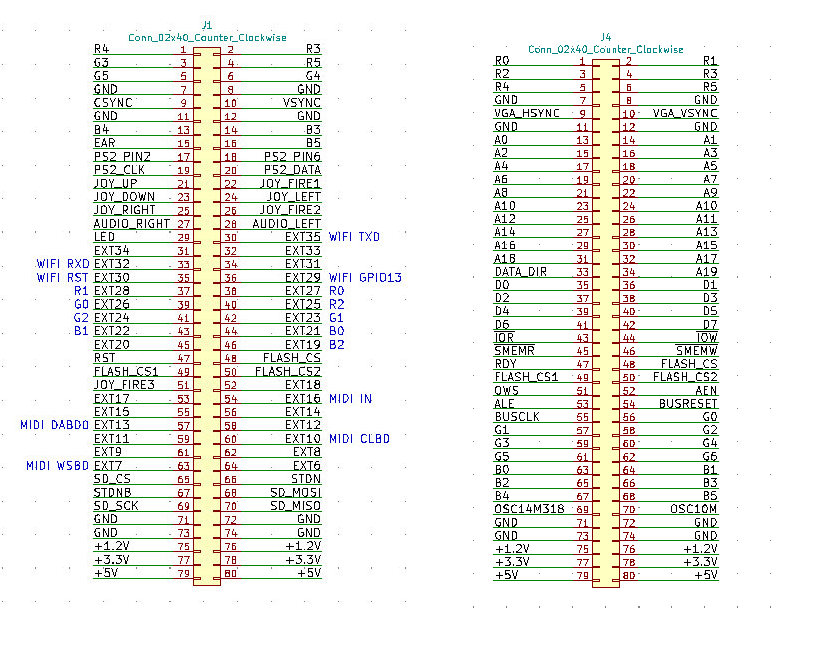 J1
Conn_02x40_Counter_Clockwise
R4 1 2 R3
G3 3 4 R5
G5 5 6 G4
GND 7 8 GND
CSYNC 9 10 VSYNC
GND 11 12 GND
B4 13 14 B3
EAR 15 16 B5
PS2_PIN2 17 18 PS2_PIN6
PS2_CLK 19 20 PS2_DATA
JOY_UP 21 22 JOY_FIRE1
JOY_DOWN 23 24 JOY_LEFT
JOY_RIGHT 25 26 JOY_FIRE2
AUDIO_RIGHT 27 28 AUDIO_LEFT
LED 29 30 EXT35 WIFI TXD
EXT34 31 32 EXT33
WIFI RXD EXT32 33 34 EXT31
WIFI RST EXT30 35 36 EXT29 WIFI GPIO13
R1 EXT28 37 38 EXT27 R0
G0 EXT26 39 40 EXT25 R2
G2 EXT24 41 42 EXT23 G1
B1 EXT22 43 44 EXT21 B0
EXT20 45 46 EXT19 B2
RST 47 48 FLASH_CS
FLASH_CS1 49 50 FLASH_CS2
JOY_FIRE3 51 52 EXT18
EXT17 53 54 EXT16 MIDI IN
EXT15 55 56 EXT14
MIDI DABD0 EXT13 57 58 EXT12
EXT11 59 60 EXT10 MIDI CLBD
EXT9 61 62 EXT8
MIDI WSBD EXT7 63 64 EXT6
SD_CS 65 66 STDN
STDNB 67 68 SD_MOSI
SD_SCK 69 70 SD_MISO
GND 71 72 GND
GND 73 74 GND
+1.2V 75 76 +1.2V
+3.3V 77 78 +3.3V
+5V 79 80 +5V
J4
Conn_02x40_Counter_Clockwise
R0 1 2 R1
R2 3 4 R3
R4 5 6 R5
GND 7 8 GND
VGA_HSYNC 9 10 VGA_VSYNC
GND 11 12 GND
A0 13 14 A1
A2 15 16 A3
A4 17 18 A5
A6 19 20 A7
A8 21 22 A9
A10 23 24 A10
A12 25 26 A11
A14 27 28 A13
A16 29 30 A15
A18 31 32 A17
DATA_DIR 33 34 A19
D0 35 36 D1
D2 37 38 D3
D4 39 40 D5
D6 41 42 D7
IOR 43 44 IOW
SMEMR 45 46 SMEMW
RDY 47 48 FLASH_CS
FLASH_CS1 49 50 FLASH_CS2
OWS 51 52 AEN
ALE 53 54 BUSRESET
BUSCLK 55 56 G0
G1 57 58 G2
G3 59 60 G4
G5 61 62 G6
B0 63 64 B1
B2 65 66 B3
B4 67 68 B5
OSC14M318 69 70 OSC10M
GND 71 72 GND
GND 73 74 GND
+1.2V 75 76 +1.2V
+3.3V 77 78 +3.3V
+5V 79 80 +5V